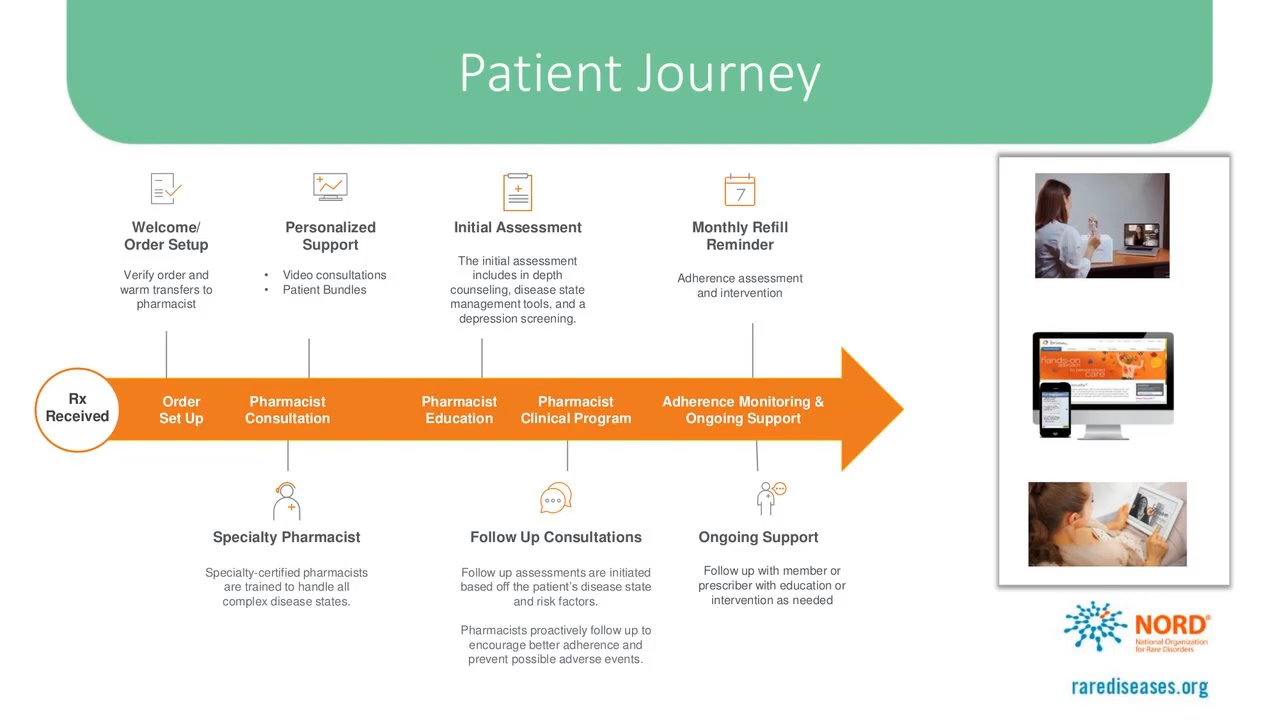 Patient Journey
Welcome/
Order Setup
Verify order and
warm transfers to
pharmacist
Personalized
Support
• Video consultations
• Patient Bundles
Initial Assessment
The initial assessment
includes in depth
counseling, disease state
management tools, and a
depression screening.
7
Monthly Refill
Reminder
Adherence assessment
and intervention
Rx
Received
Order
Set Up
Pharmacist
Consultation
Pharmacist
Education
Pharmacist
Clinical Program
Adherence Monitoring &
Ongoing Support
Specialty Pharmacist
Specialty-certified pharmacists
are trained to handle all
complex disease states.
Follow Up Consultations
Follow up assessments are initiated
based off the patient’s disease state
and risk factors.
Pharmacists proactively follow up to
encourage better adherence and
prevent possible adverse events.
Ongoing Support
Follow up with member or
prescriber with education or
intervention as needed
hands-on
to personalized
care
NORD®
National Organization
for Rare Disorders
rarediseases.org